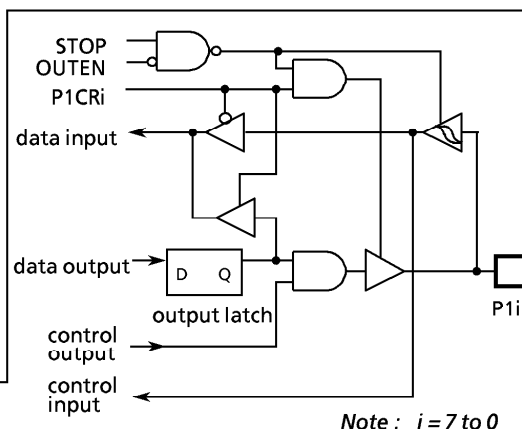 STOP
OUTEN
P1CRi
data input
data output
D Q
output latch
P1i
control
output
control
input
Note : i = 7 to 0